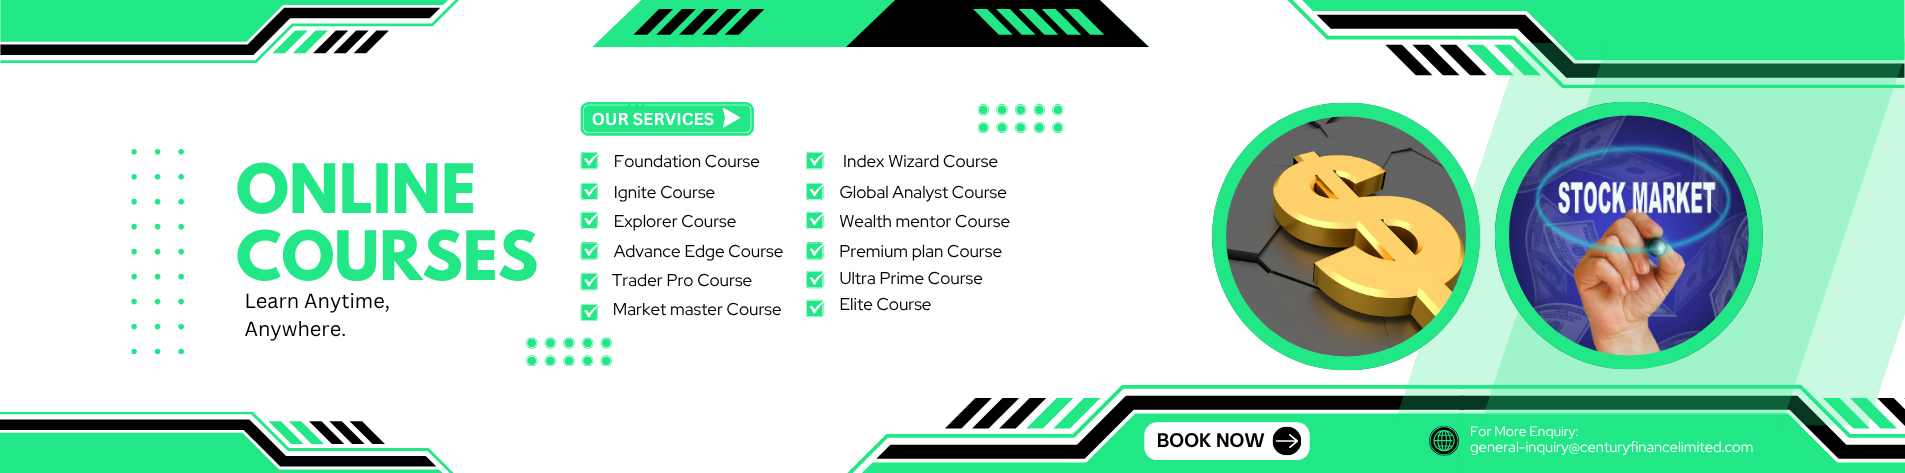 ONLINE
COURSES
Learn Anytime,
Anywhere.
OUR SERVICES
Foundation Course
Ignite Course
Explorer Course
Advance Edge Course
Trader Pro Course
Market master Course
Index Wizard Course
Global Analyst Course
Wealth mentor Course
Premium plan Course
Ultra Prime Course
Elite Course
STOCK MARKET
BOOK NOW
For More Enquiry:
general-inquiry@centuryfinancelimited.com